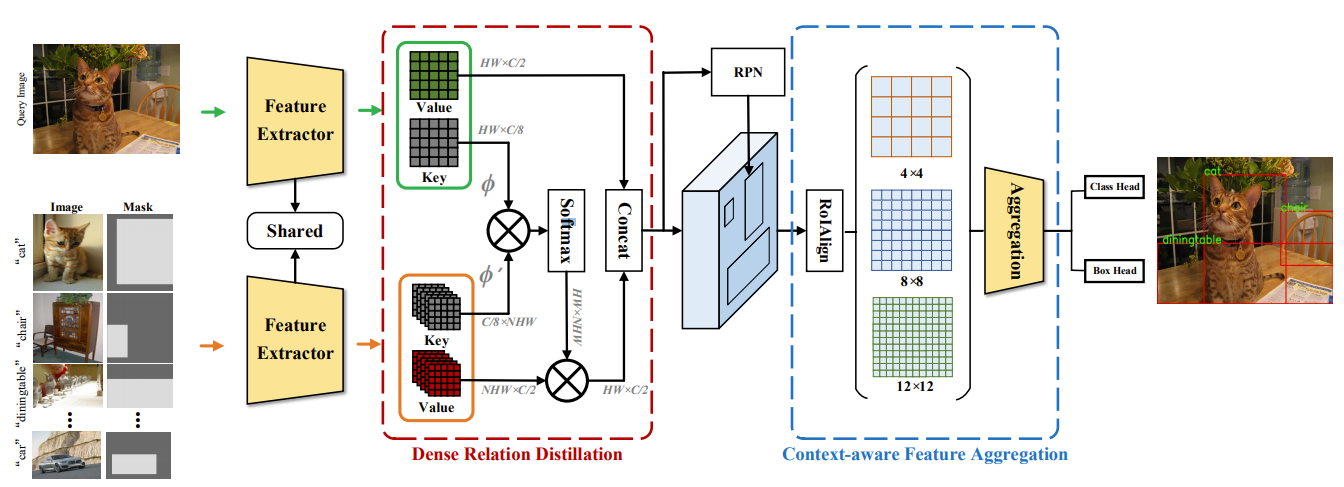 Query Image
Feature
Extractor
Shared
Image
Mask
“cat”
“chair”
“diningtable”
“car”
Feature
Extractor
Value
Key
HW×C/2
HW×C/8
ϕ
ϕ′
Key
Value
C/8×NHW
NHW×C/2
Softmax
HW×NHW
HW×C/2
Concat
Dense Relation Distillation
RPN
RoIAlign
4×4
8×8
12×12
Aggregation
Context-aware Feature Aggregation
Class Head
Box Head
cat
chair
diningtable